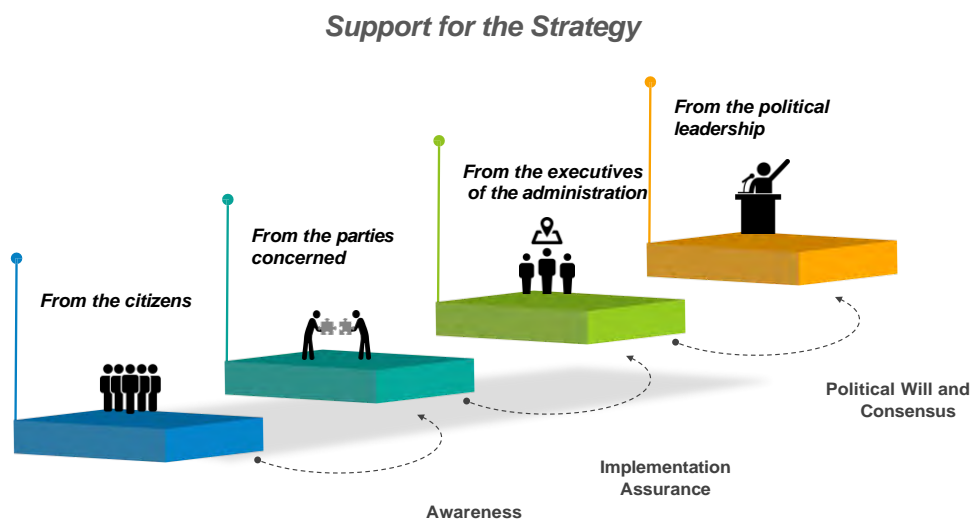 Support for the Strategy
From the political
leadership
From the executives
of the administration
From the parties
concerned
From the citizens
Political Will and
Consensus
Implementation
Assurance
Awareness